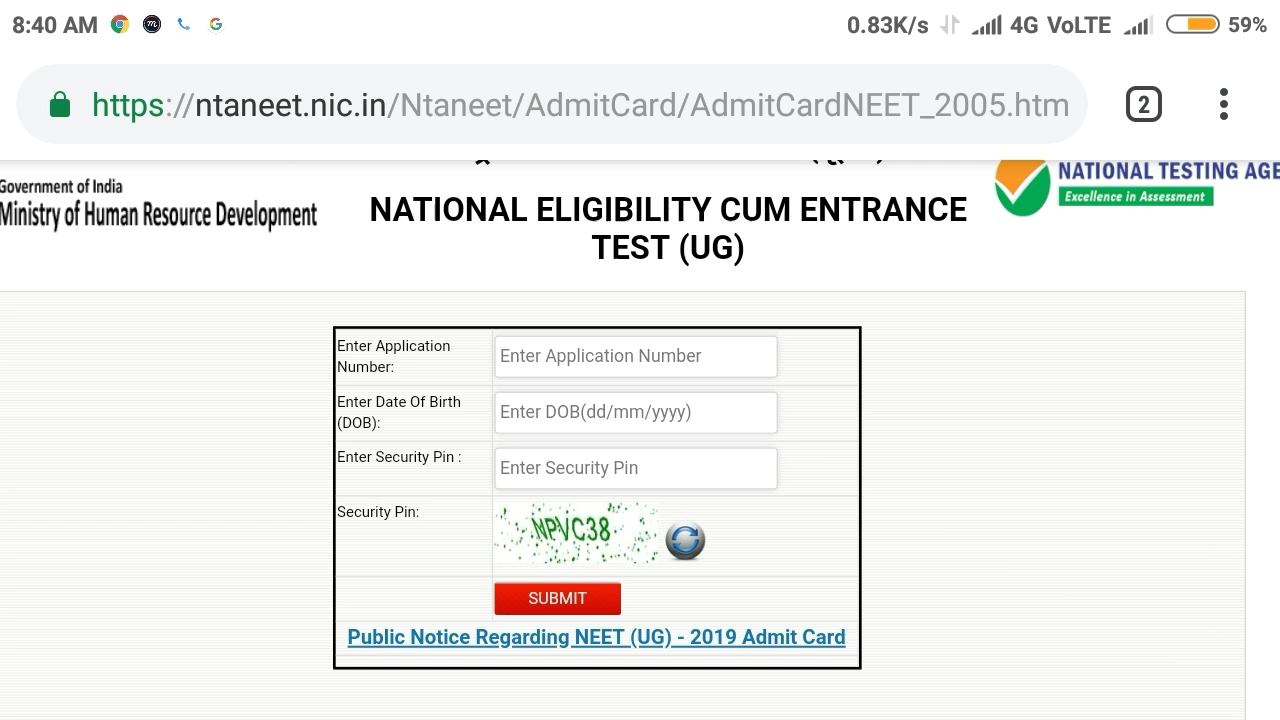 8:40 AM
0.83K/s 4G VoLTE 59%
https://ntaneet.nic.in/Ntaneet/AdmitCard/AdmitCardNEET_2005.htm
2
Government of India
Ministry of Human Resource Development
NATIONAL ELIGIBILITY CUM ENTRANCE
TEST (UG)
NATIONAL TESTING AGE
Excellence in Assessment
Enter Application
Number:
Enter Application Number
Enter Date Of Birth
(DOB):
Enter DOB(dd/mm/yyyy)
Enter Security Pin :
Enter Security Pin
Security Pin:
NPVC38
SUBMIT
Public Notice Regarding NEET (UG) - 2019 Admit Card